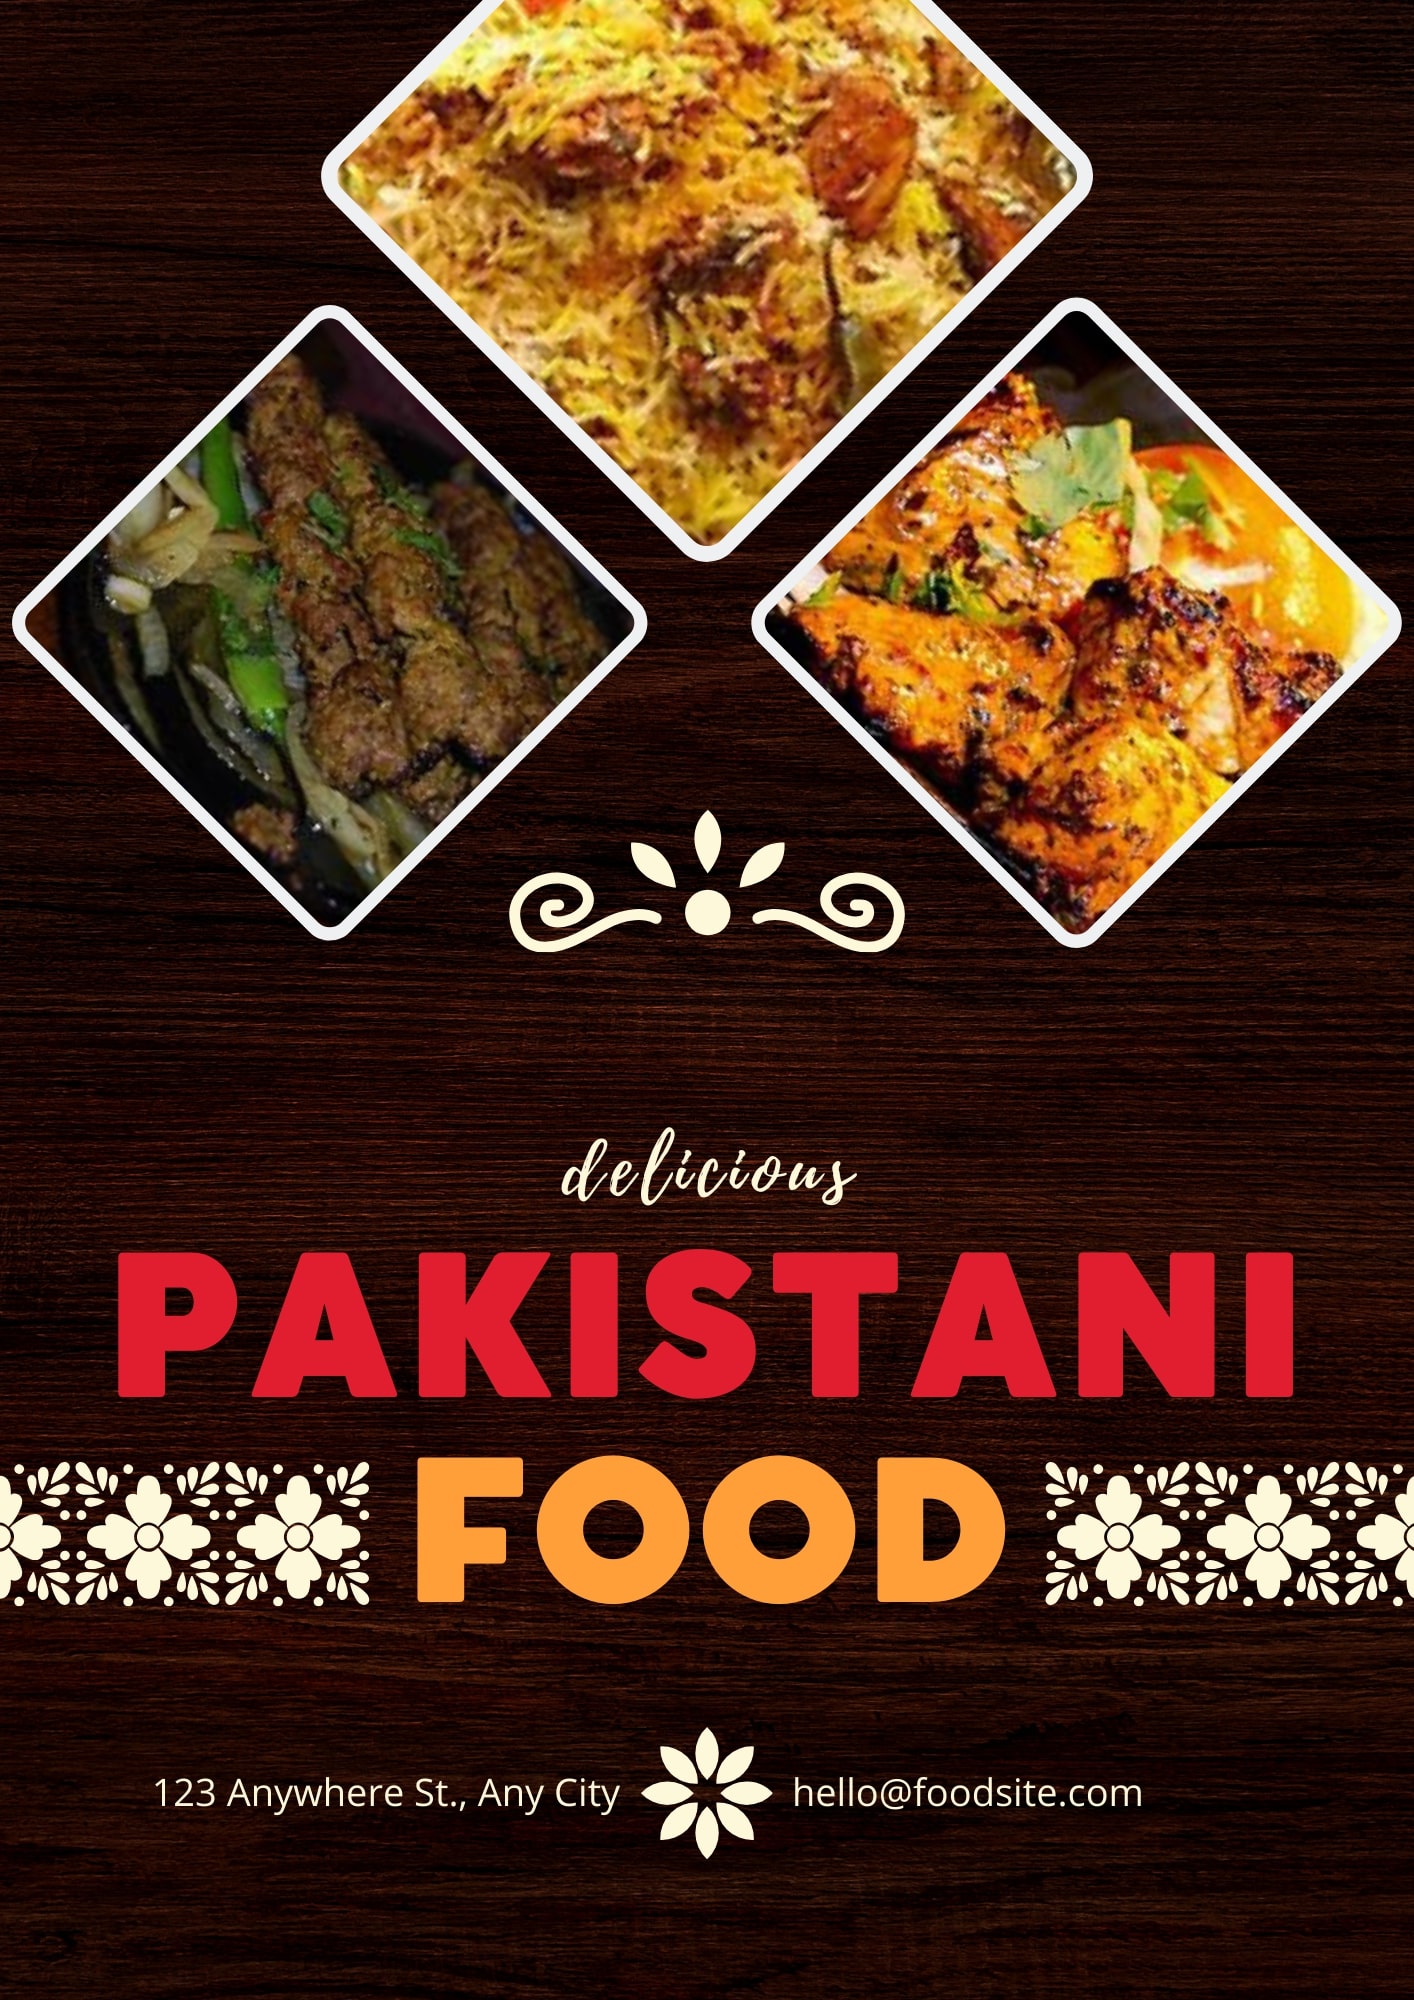 delicious
PAKISTANI
FOOD
123 Anywhere St., Any City
hello@foodsite.com